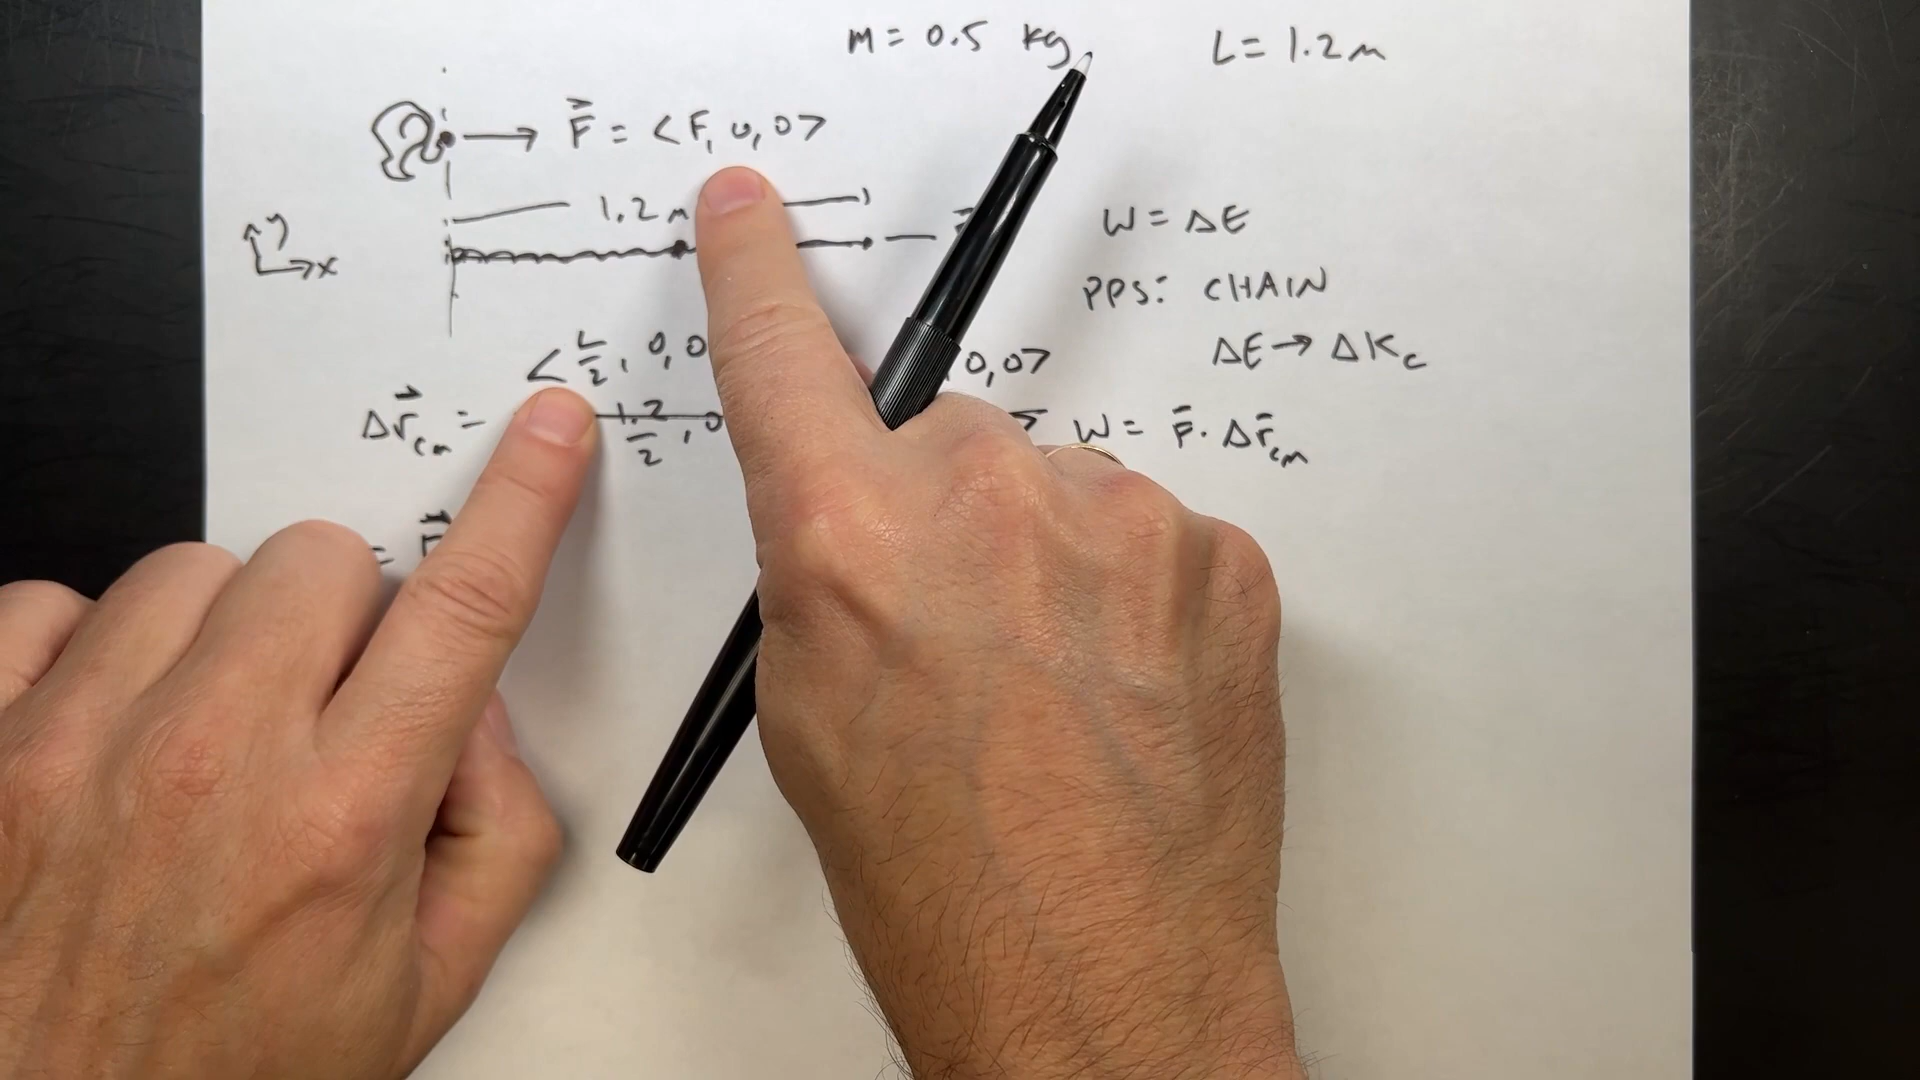 M = 0.5 kg L = 1.2 m
F⃗ = <F, 0, 0>
1.2 m
y
x
W = ΔE
PPS: CHAIN
ΔE → ΔK_c
<L/2, 0, 0 , 0, 0>
Δr⃗_cm = 1.2/2, 0
W = F̄ · Δr̄_cm
= F⃗